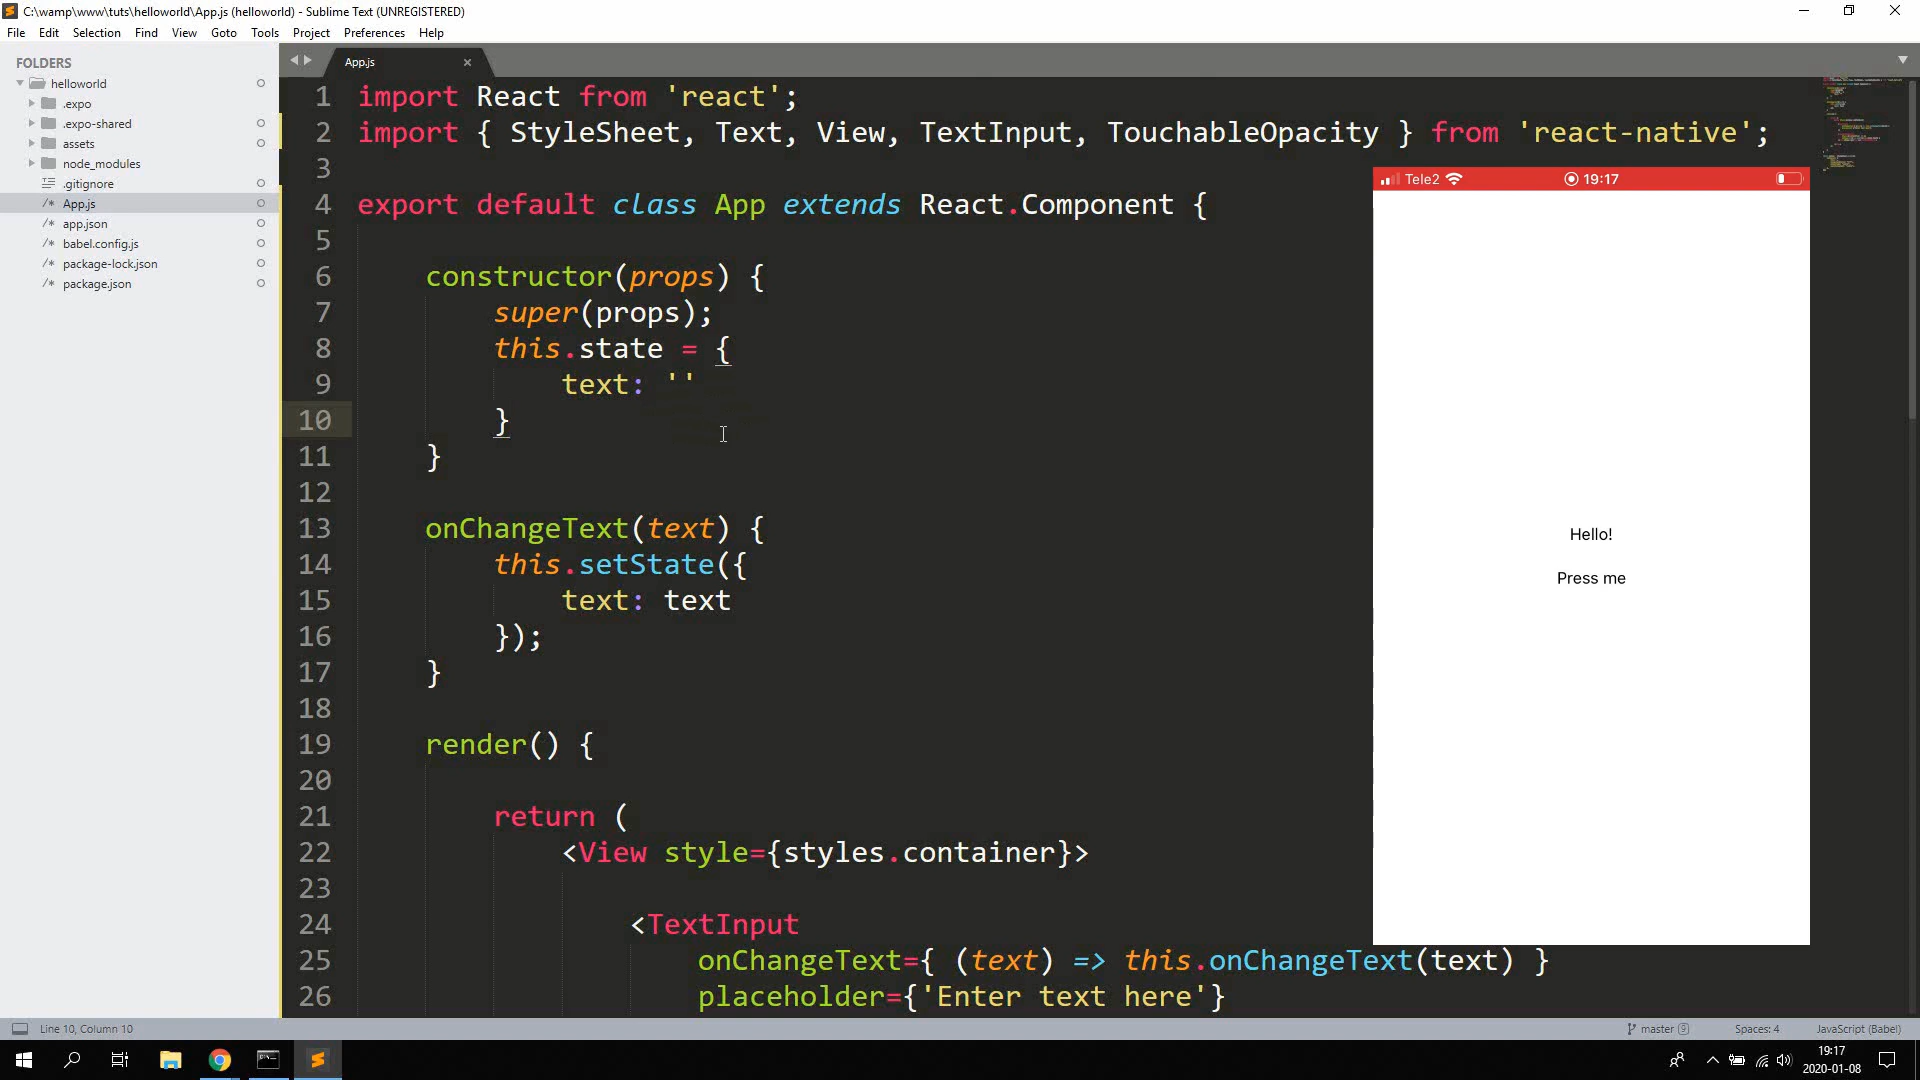 C:\wamp\www\tuts\helloworld\App.js (helloworld) - Sublime Text (UNREGISTERED)
File Edit Selection Find View Goto Tools Project Preferences Help
FOLDERS
helloworld
.expo
.expo-shared
assets
node_modules
.gitignore
/* App.js
/* app.json
/* babel.config.js
/* package-lock.json
/* package.json
App.js
1 import React from 'react';
2 import { StyleSheet, Text, View, TextInput, TouchableOpacity } from 'react-native';
3
4 export default class App extends React.Component {
5
6 constructor(props) {
7 super(props);
8 this.state = {
9 text: ''
10 }
11 }
12
13 onChangeText(text) {
14 this.setState({
15 text: text
16 });
17 }
18
19 render() {
20
21 return (
22 <View style={styles.container}>
23
24 <TextInput
25 onChangeText={ (text) => this.onChangeText(text) }
26 placeholder={'Enter text here'}
Tele2 19:17
Hello!
Press me
Line 10, Column 10
master 9 Spaces: 4 JavaScript (Babel)
19:17
2020-01-08